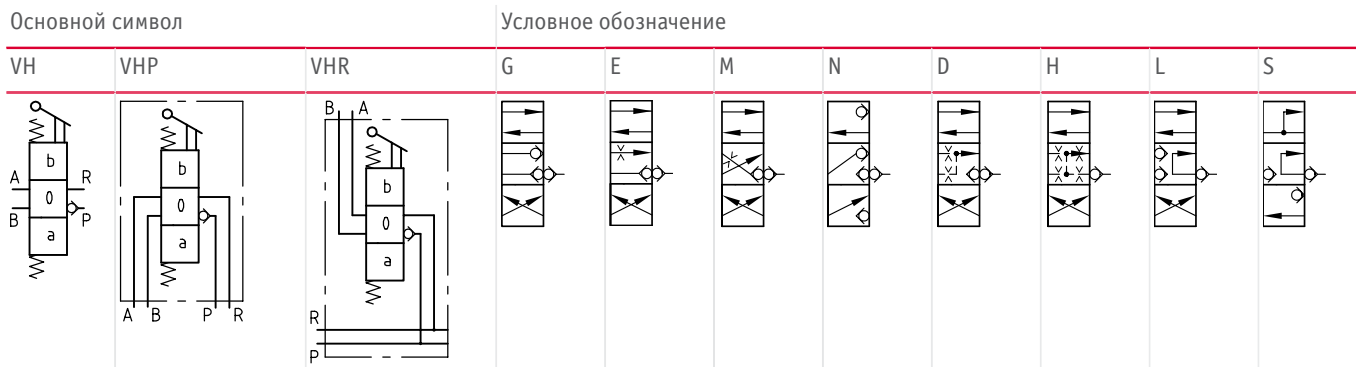 Основной символ Условное обозначение
VH VHP VHR G E M N D H L S
b
A 0 R
B P
a
b
0
a
A B P R
B A
b
0
a
R
P